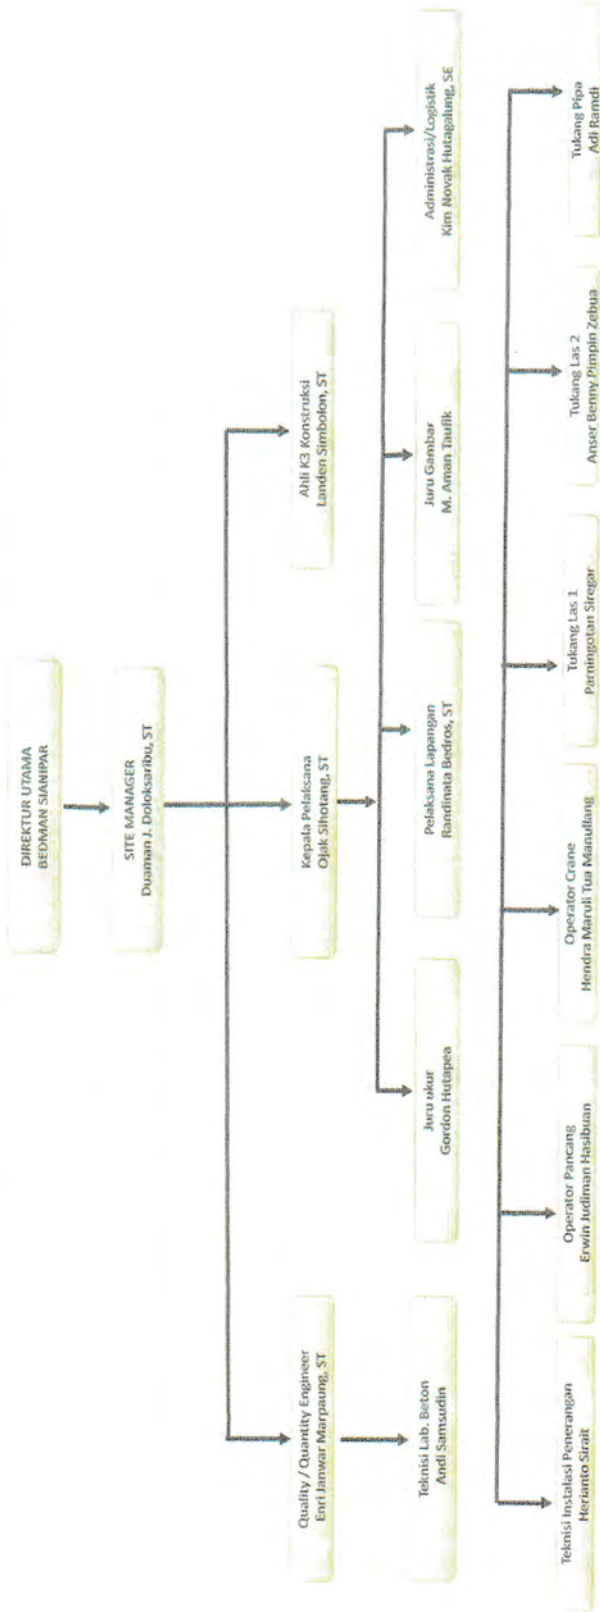 DIREKTUR UTAMA
BEDMAN SIANIPAR
SITE MANAGER
Duaman J. Doloksaribu, ST
Quality / Quantity Engineer
Enri Janwar Marpaung, ST
Kepala Pelaksana
Ojak Sihotang, ST
Ahli K3 Konstruksi
Landen Simbolon, ST
Teknisi Lab. Beton
Andi Samsudin
Juru ukur
Gordon Hutapea
Pelaksana Lapangan
Randinata Bedros, ST
Juru Gambar
M. Aman Taufik
Administrasi/Logistik
Kim Novak Hutagalung, SE
Teknisi Instalasi Penerangan
Herianto Sirait
Operator Pancang
Erwin Judiman Hasibuan
Operator Crane
Hendra Maruli Tua Manullang
Tukang Las 1
Parningotan Siregar
Tukang Las 2
Anser Benny Pimpin Zebua
Tukang Pipa
Adi Ramdi